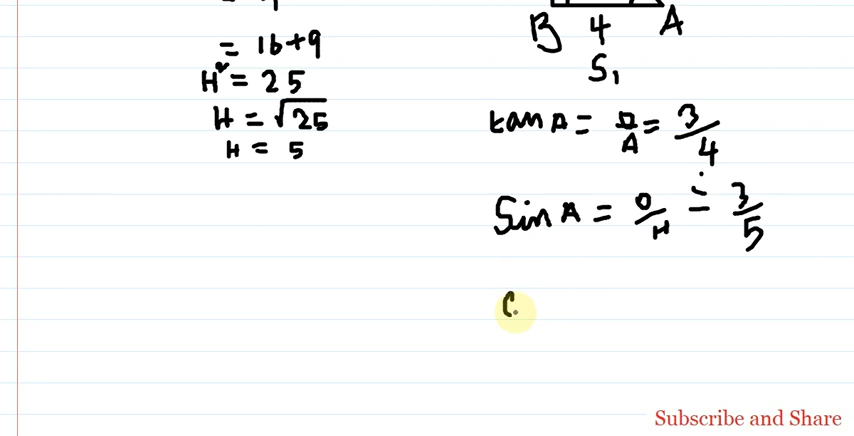 = 16+9
H² = 25
H = √25
H = 5
B 4 A
S₁
tan A = O/A = 3/4
Sin A = O/H = 3/5
C
Subscribe and Share